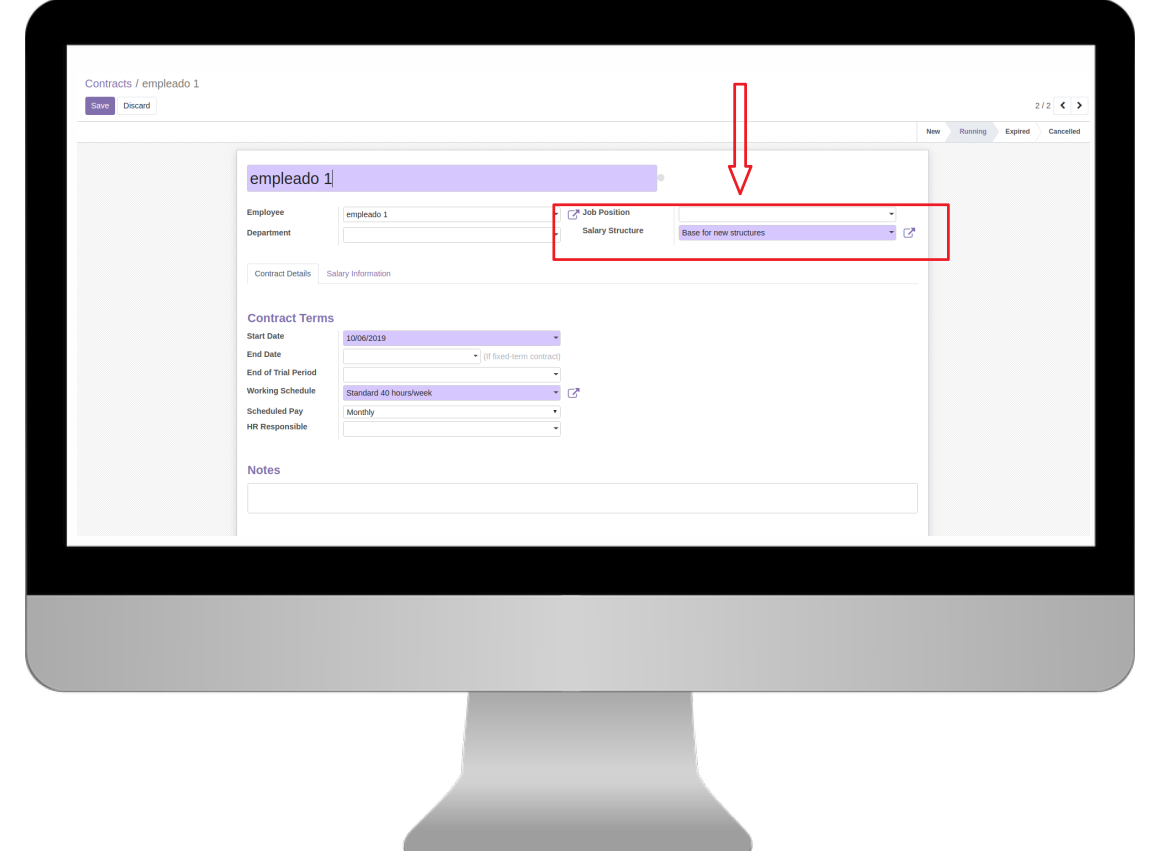 Contracts / empleado 1
Save Discard
2 / 2
New Running Expired Cancelled
empleado 1
Employee empleado 1 Job Position
Department Salary Structure Base for new structures
Contract Details Salary Information
Contract Terms
Start Date 10/06/2019
End Date (If fixed-term contract)
End of Trial Period
Working Schedule Standard 40 hours/week
Scheduled Pay Monthly
HR Responsible
Notes